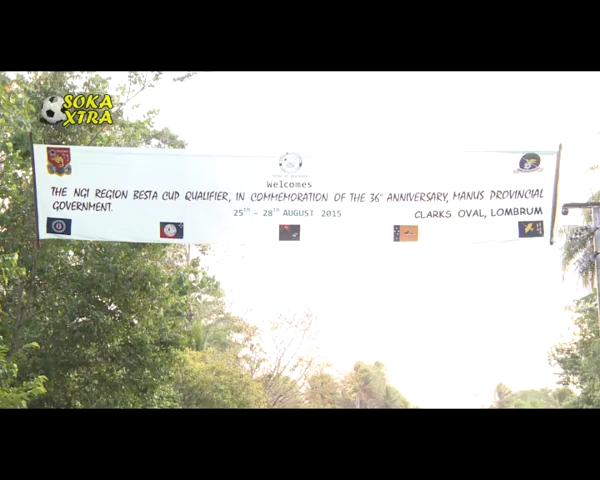 SOKA
XTRA
Welcomes
THE NGI REGION BESTA CUP QUALIFIER, IN COMMEMORATION OF THE 36th ANNIVERSARY, MANUS PROVINCIAL
GOVERNMENT.
25TH - 28TH AUGUST 2015
CLARKS OVAL, LOMBRUM